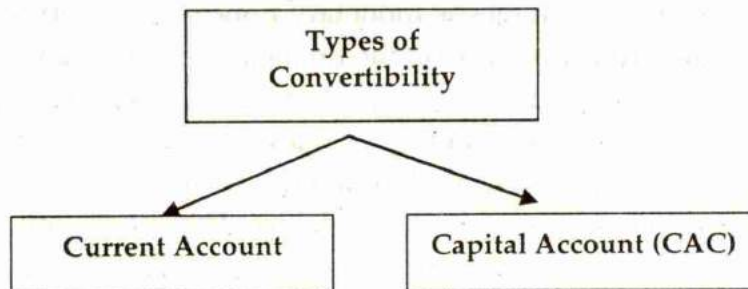 Types of
Convertibility
Current Account
Capital Account (CAC)